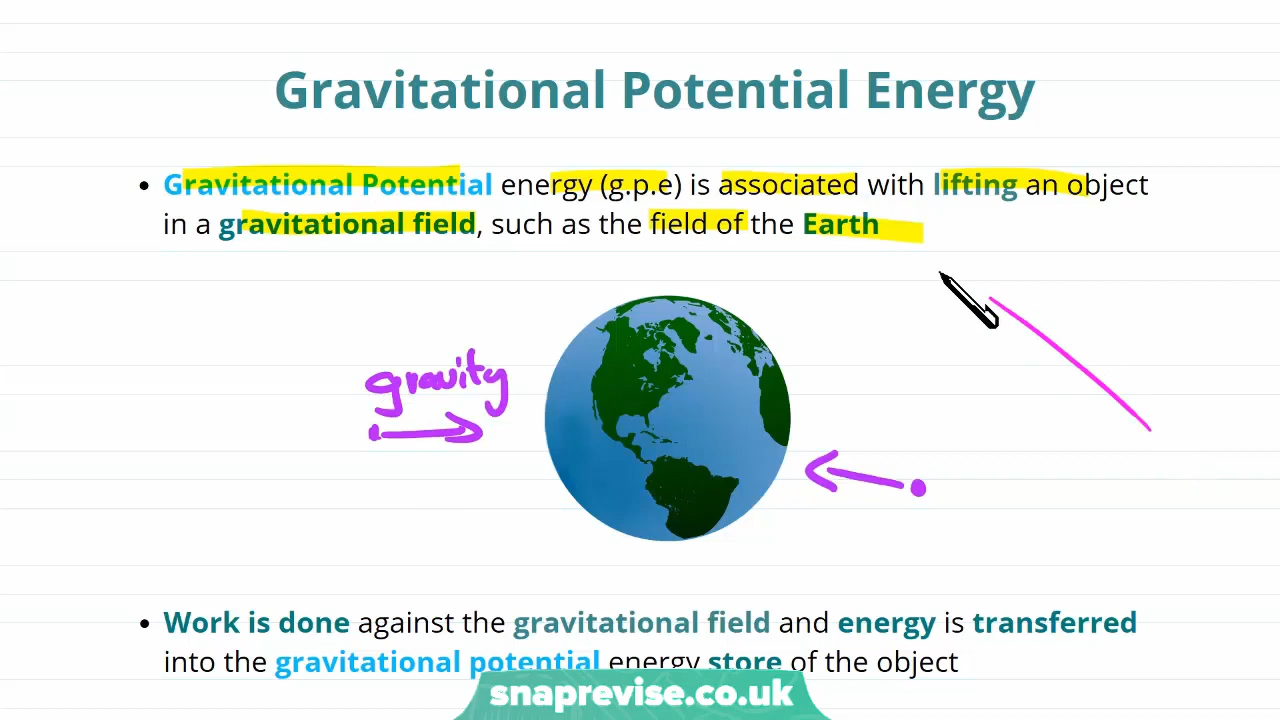 Gravitational Potential Energy
• Gravitational Potential energy (g.p.e) is associated with lifting an object
in a gravitational field, such as the field of the Earth
gravity
• Work is done against the gravitational field and energy is transferred
into the gravitational potential energy store of the object
snaprevise.co.uk